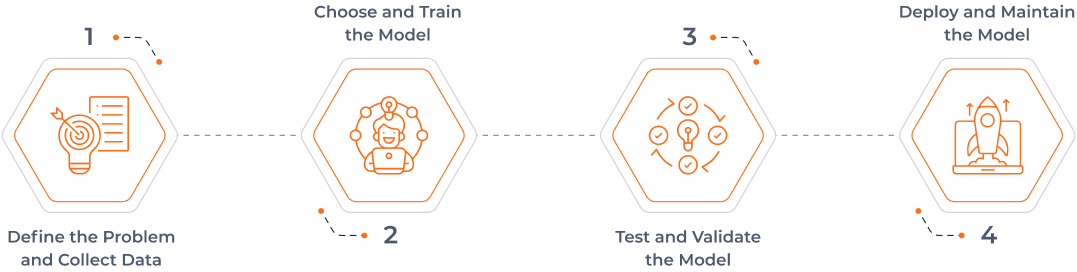 1
Define the Problem
and Collect Data
Choose and Train
the Model
2
3
Test and Validate
the Model
Deploy and Maintain
the Model
4